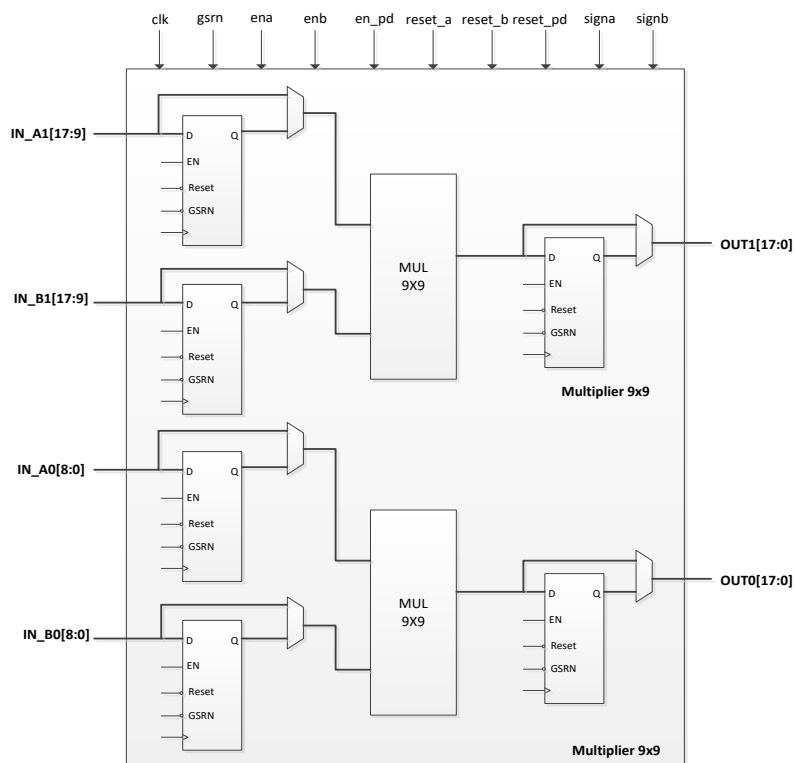 clk gsrn ena enb en_pd reset_a reset_b reset_pd signa signb
IN_A1[17:9]
D Q
EN
Reset
GSRN
IN_B1[17:9]
D Q
EN
Reset
GSRN
MUL
9X9
D Q
EN
Reset
GSRN
OUT1[17:0]
Multiplier 9x9
IN_A0[8:0]
D Q
EN
Reset
GSRN
IN_B0[8:0]
D Q
EN
Reset
GSRN
MUL
9X9
D Q
EN
Reset
GSRN
OUT0[17:0]
Multiplier 9x9